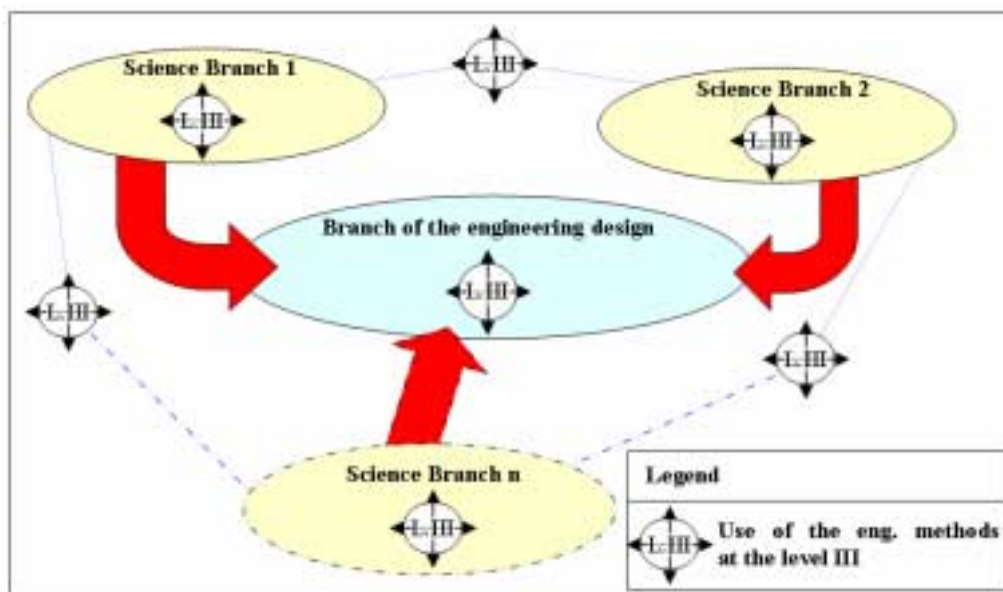 Science Branch 1
L. III
L. III
Science Branch 2
L. III
Branch of the engineering design
L. III
L. III
L. III
Science Branch n
L. III
Legend
L. III
Use of the eng. methods
at the level III